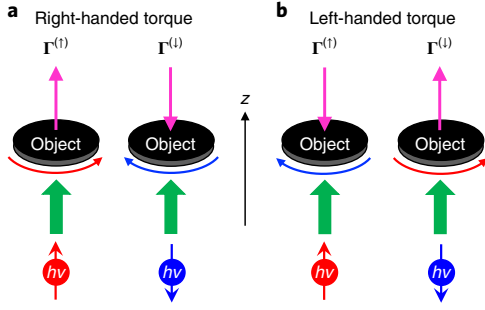 a Right-handed torque
Γ(↑) Γ(↓)
Object Object
hν hν
z
b Left-handed torque
Γ(↑) Γ(↓)
Object Object
hν hν